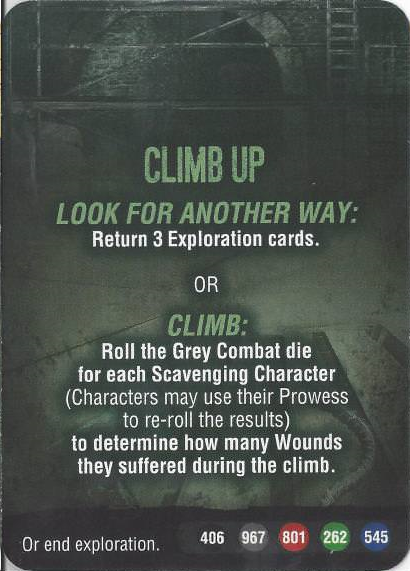 CLIMB UP
LOOK FOR ANOTHER WAY:
Return 3 Exploration cards.
OR
CLIMB:
Roll the Grey Combat die
for each Scavenging Character
(Characters may use their Prowess
to re-roll the results)
to determine how many Wounds
they suffered during the climb.
Or end exploration.
406 967 801 262 545